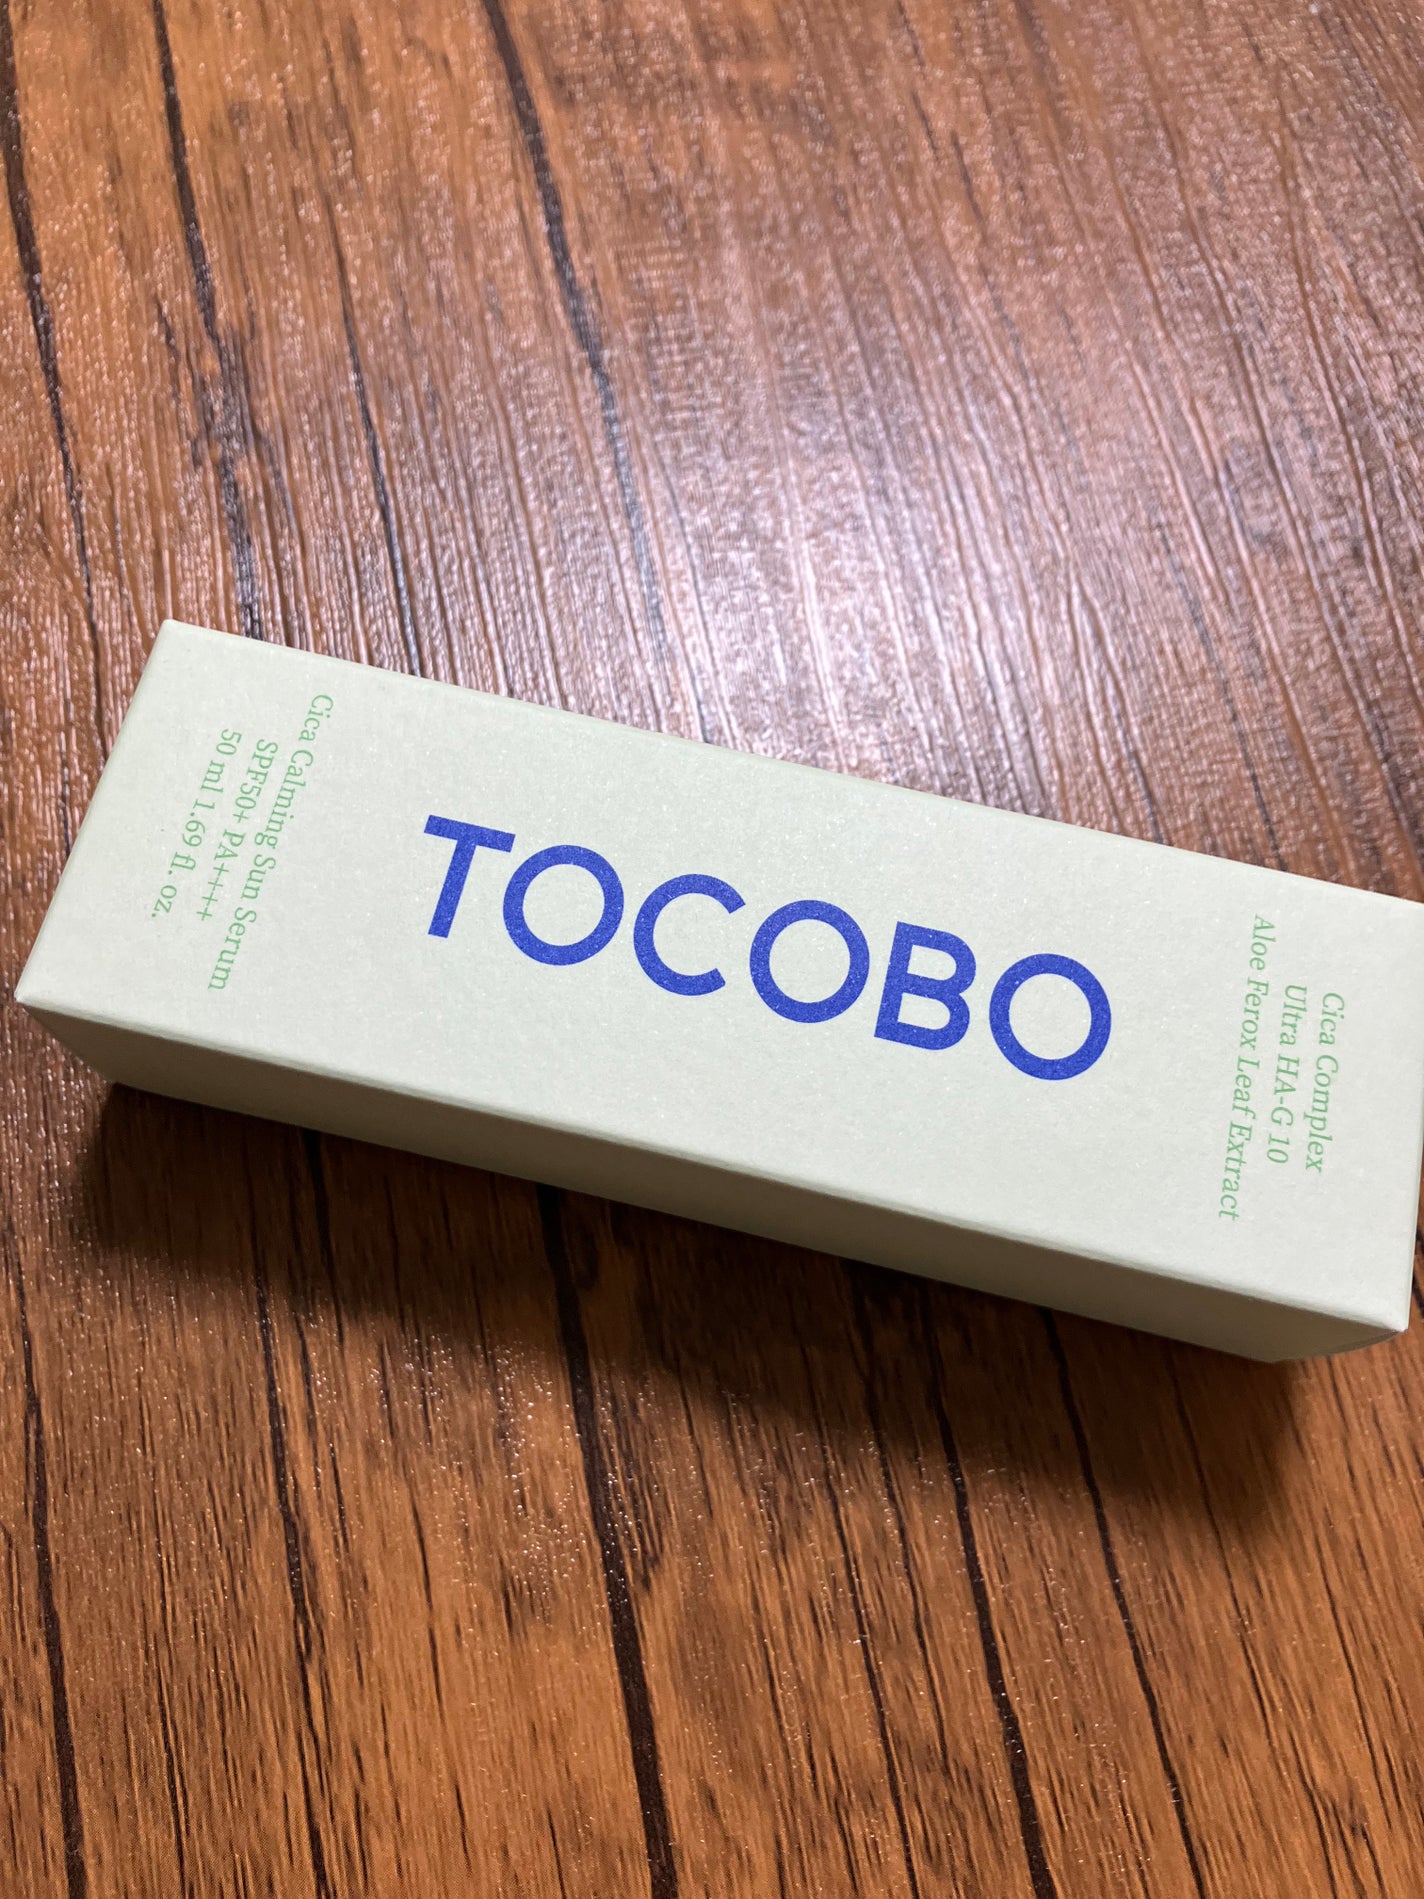 TOCOBO
Cica Calming Sun Serum
SPF50+ PA++++
50 ml 1.69 fl. oz.
Cica Complex
Ultra HA-G 10
Aloe Ferox Leaf Extract